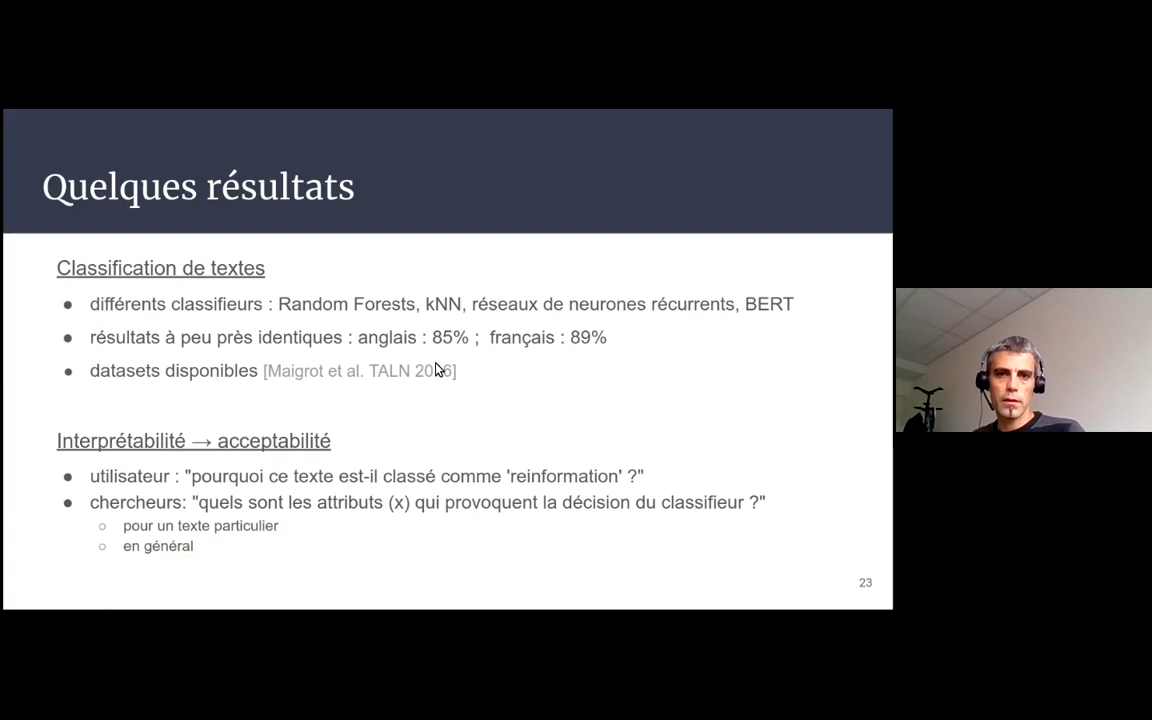 Quelques résultats
Classification de textes
● différents classifieurs : Random Forests, kNN, réseaux de neurones récurrents, BERT
● résultats à peu près identiques : anglais : 85% ; français : 89%
● datasets disponibles [Maigrot et al. TALN
Interprétabilité → acceptabilité
● utilisateur : "pourquoi ce texte est-il classé comme 'reinformation' ?"
● chercheurs: "quels sont les attributs (x) qui provoquent la décision du classifieur ?"
○ pour un texte particulier
○ en général
23